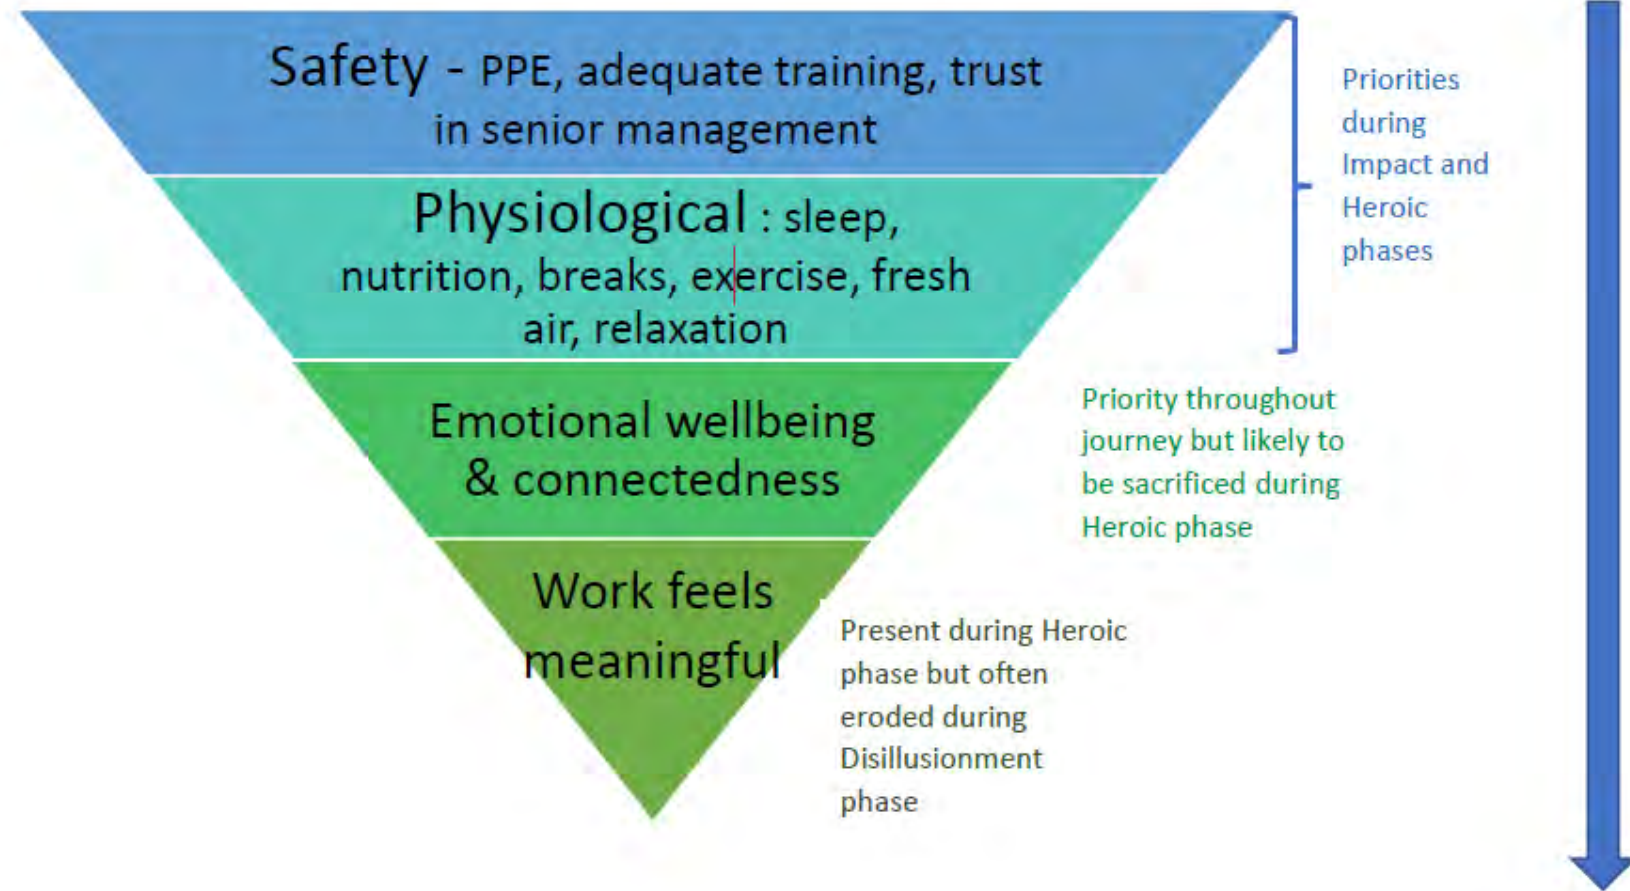 Safety - PPE, adequate training, trust
in senior management
Physiological : sleep,
nutrition, breaks, exercise, fresh
air, relaxation
Emotional wellbeing
& connectedness
Work feels
meaningful
Priorities
during
Impact and
Heroic
phases
Priority throughout
journey but likely to
be sacrificed during
Heroic phase
Present during Heroic
phase but often
eroded during
Disillusionment
phase